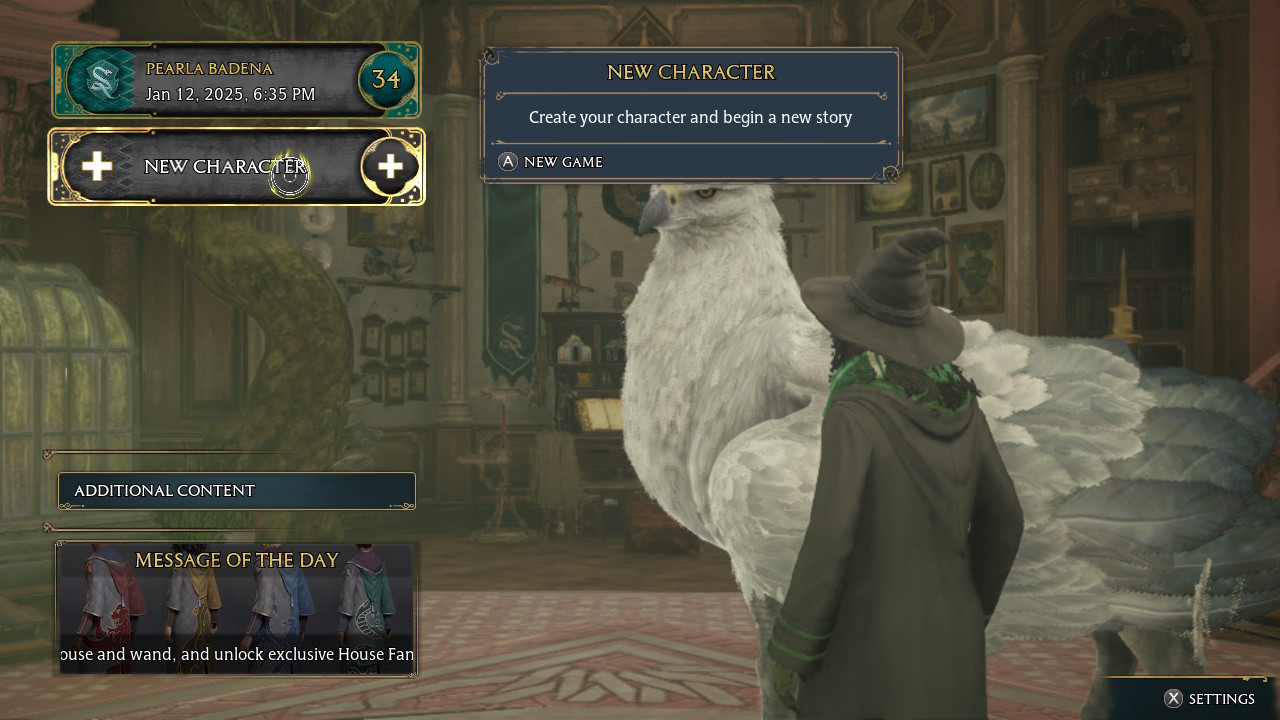 PEARLA BADENA
Jan 12, 2025, 6:35 PM
34
NEW CHARACTER
NEW CHARACTER
Create your character and begin a new story
A NEW GAME
ADDITIONAL CONTENT
MESSAGE OF THE DAY
ouse and wand, and unlock exclusive House Fan
X SETTINGS